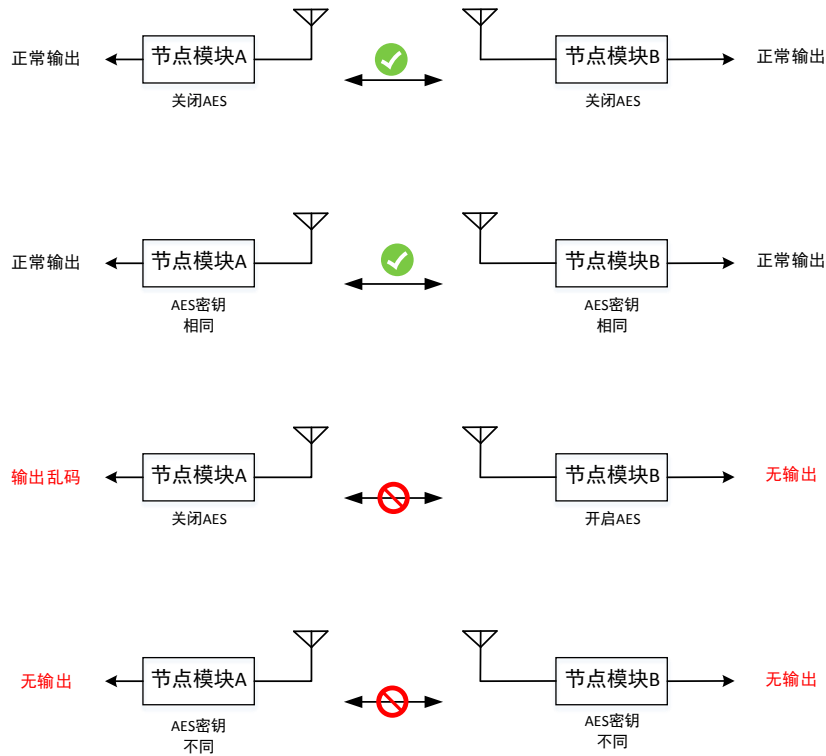 正常输出
节点模块A
节点模块B
正常输出
关闭AES
关闭AES
正常输出
节点模块A
节点模块B
正常输出
AES密钥
相同
AES密钥
相同
输出乱码
节点模块A
节点模块B
无输出
关闭AES
开启AES
无输出
节点模块A
节点模块B
无输出
AES密钥
不同
AES密钥
不同